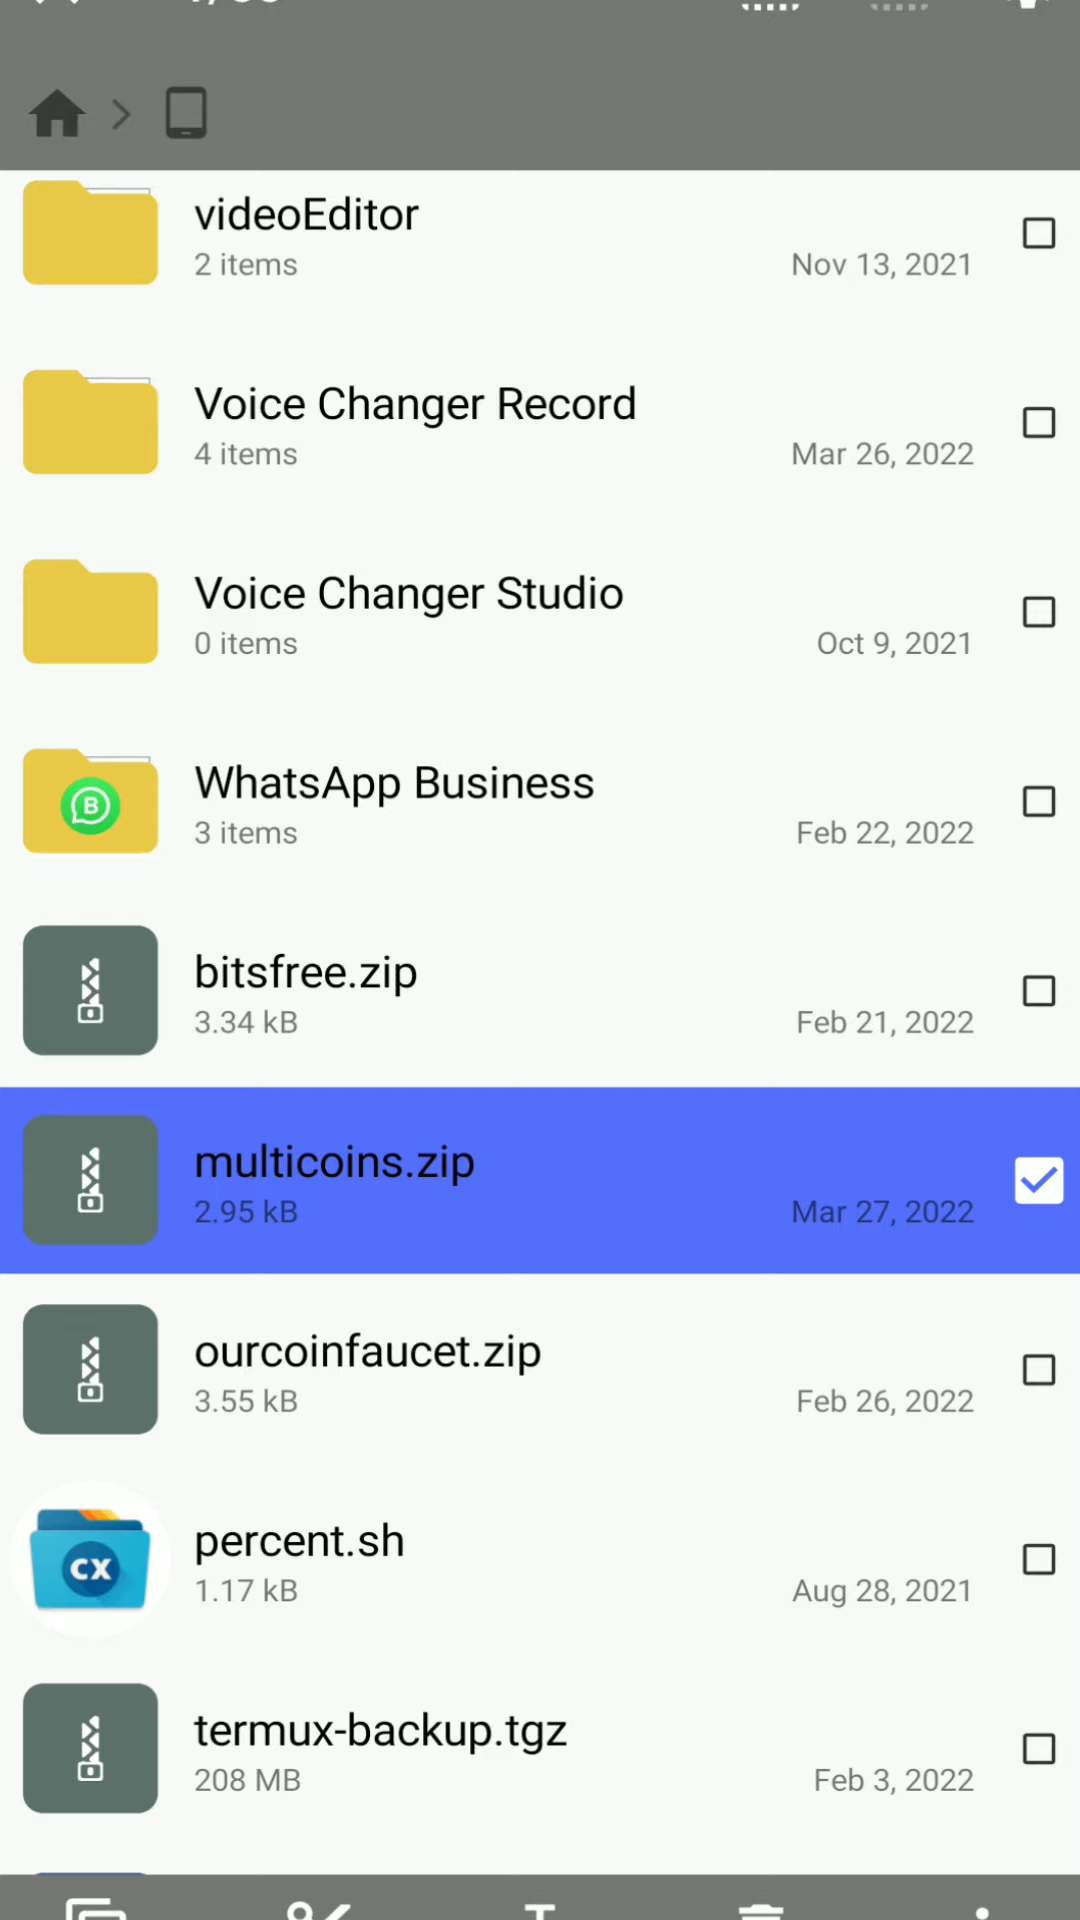 videoEditor
2 items
Nov 13, 2021
Voice Changer Record
4 items
Mar 26, 2022
Voice Changer Studio
0 items
Oct 9, 2021
B
WhatsApp Business
3 items
Feb 22, 2022
bitsfree.zip
3.34 kB
Feb 21, 2022
multicoins.zip
2.95 kB
Mar 27, 2022
ourcoinfaucet.zip
3.55 kB
Feb 26, 2022
CX
percent.sh
1.17 kB
Aug 28, 2021
termux-backup.tgz
208 MB
Feb 3, 2022